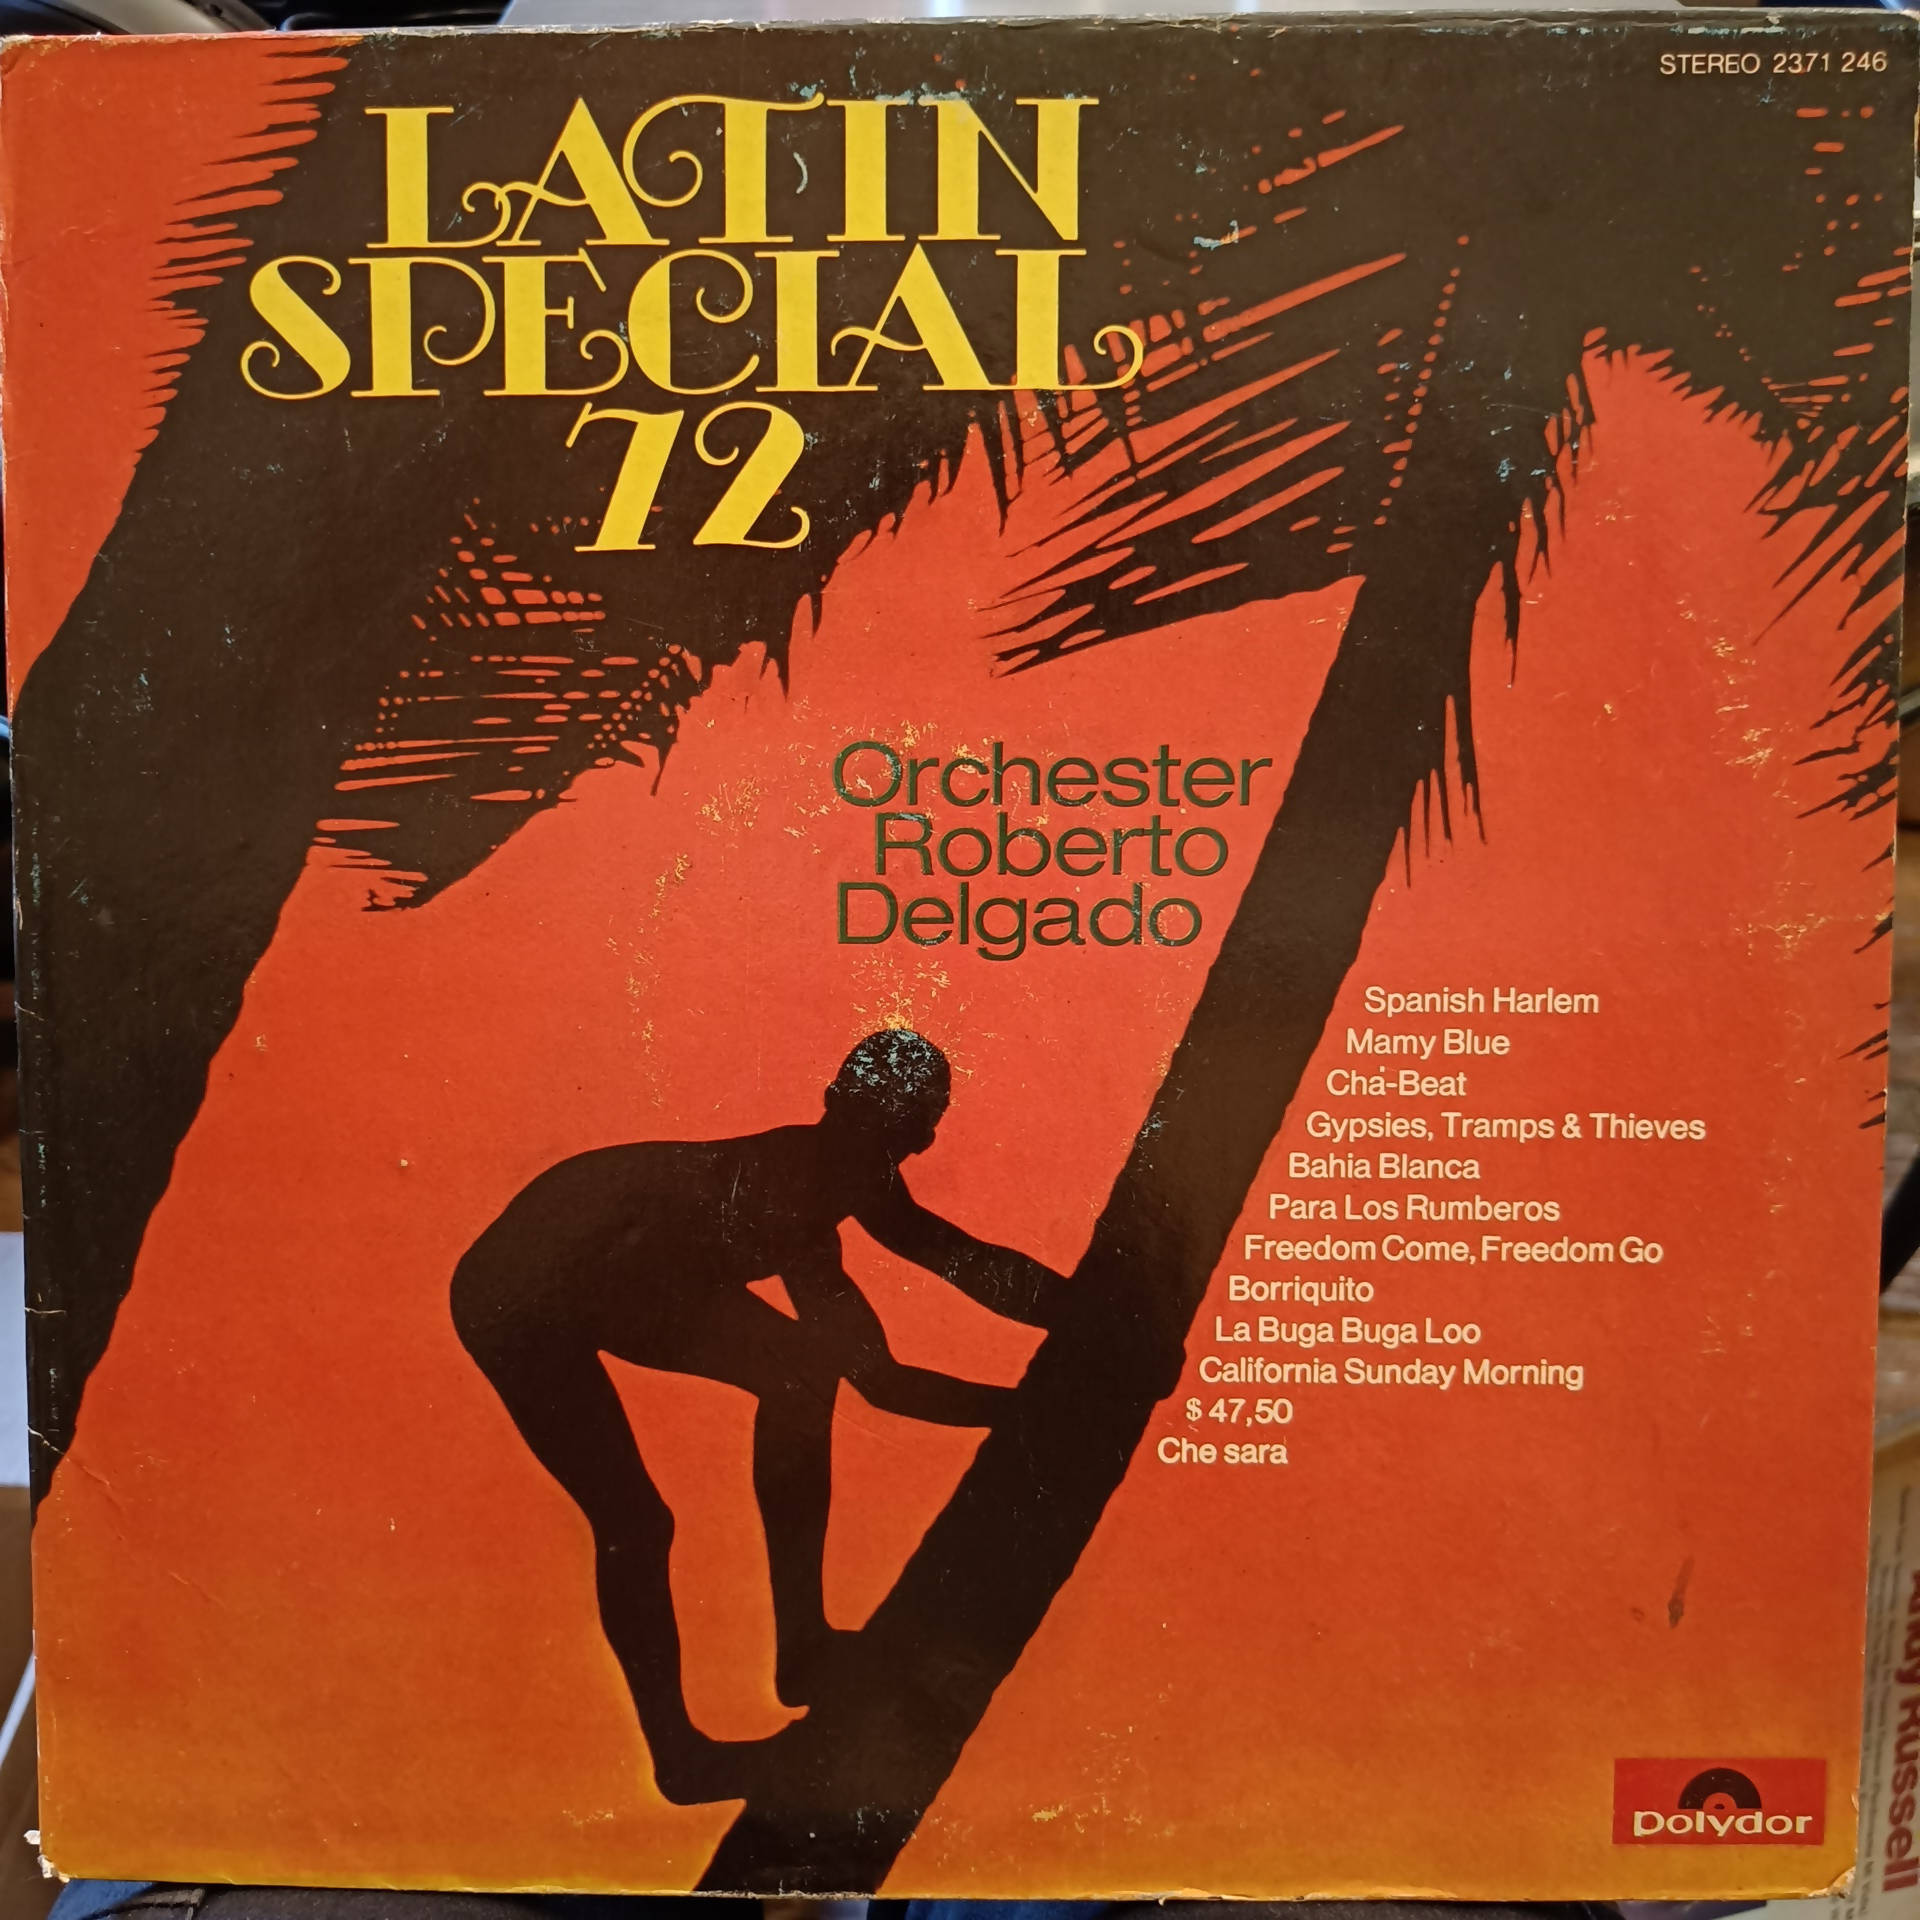 STEREO 2371 246
LATIN
SPECIAL
72
Orchester
Roberto
Delgado
Spanish Harlem
Mamy Blue
Cha-Beat
Gypsies, Tramps & Thieves
Bahia Blanca
Para Los Rumberos
Freedom Come, Freedom Go
Borriquito
La Buga Buga Loo
California Sunday Morning
$ 47,50
Che sara
polydor
Andy Russell